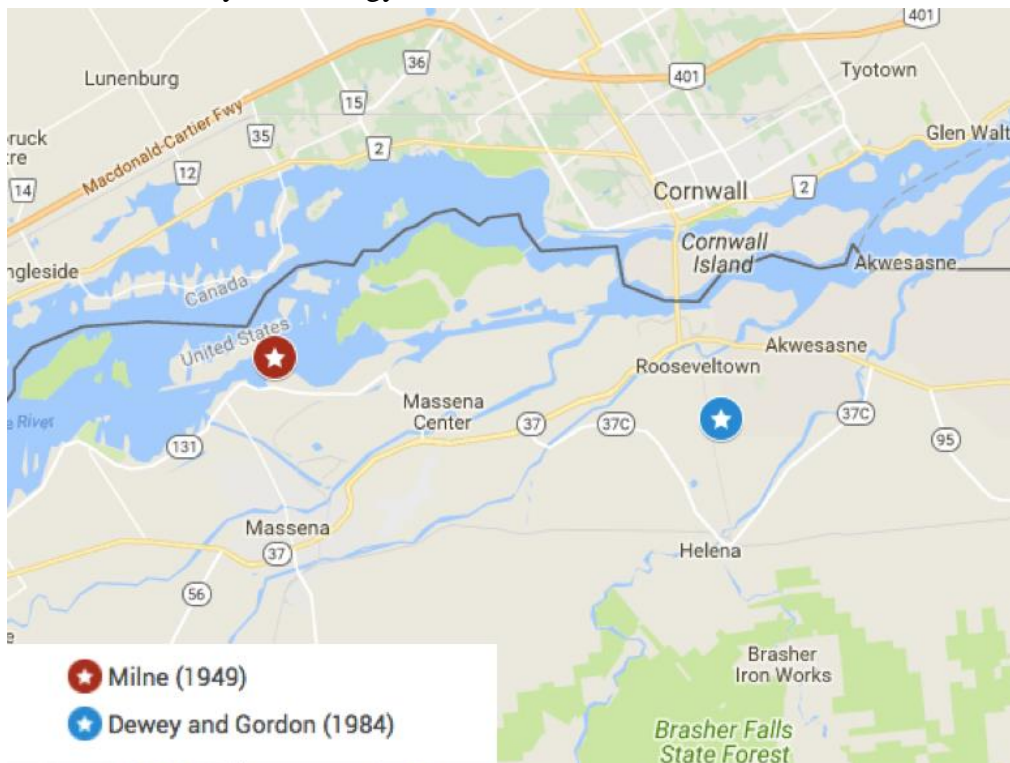 401
Lunenburg
36
Tyotown
401
Macdonald-Cartier Fwy
15
35
2
Glen Walt
ruck
tre
12
14
Cornwall
2
Cornwall
Island
ngleside
Canada
Akwesasne
United States
Akwesasne
Rooseveltown
Massena
Center
e River
37
37C
37C
95
131
Massena
37
Helena
56
e
Brasher
Iron Works
Milne (1949)
Dewey and Gordon (1984)
Brasher Falls
State Forest